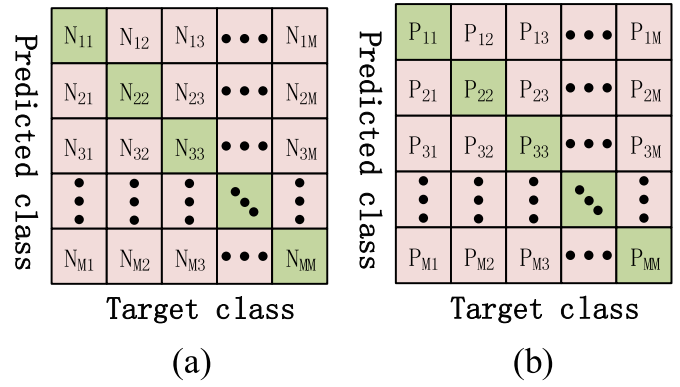 Predicted class
N11 N12 N13 ••• N1M
N21 N22 N23 ••• N2M
N31 N32 N33 ••• N3M
NM1 NM2 NM3 ••• NMM
Target class
(a)
Predicted class
P11 P12 P13 ••• P1M
P21 P22 P23 ••• P2M
P31 P32 P33 ••• P3M
PM1 PM2 PM3 ••• PMM
Target class
(b)